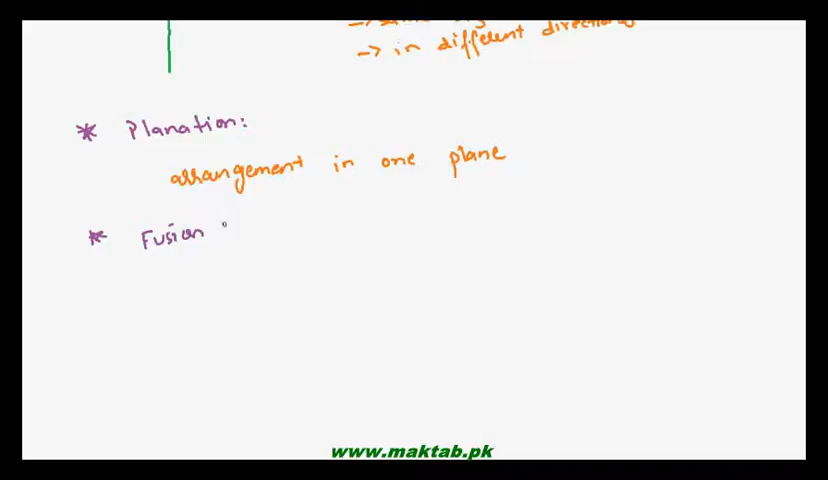 -> in different directions
* Planation:
arrangement in one plane
* Fusion :
www.maktab.pk